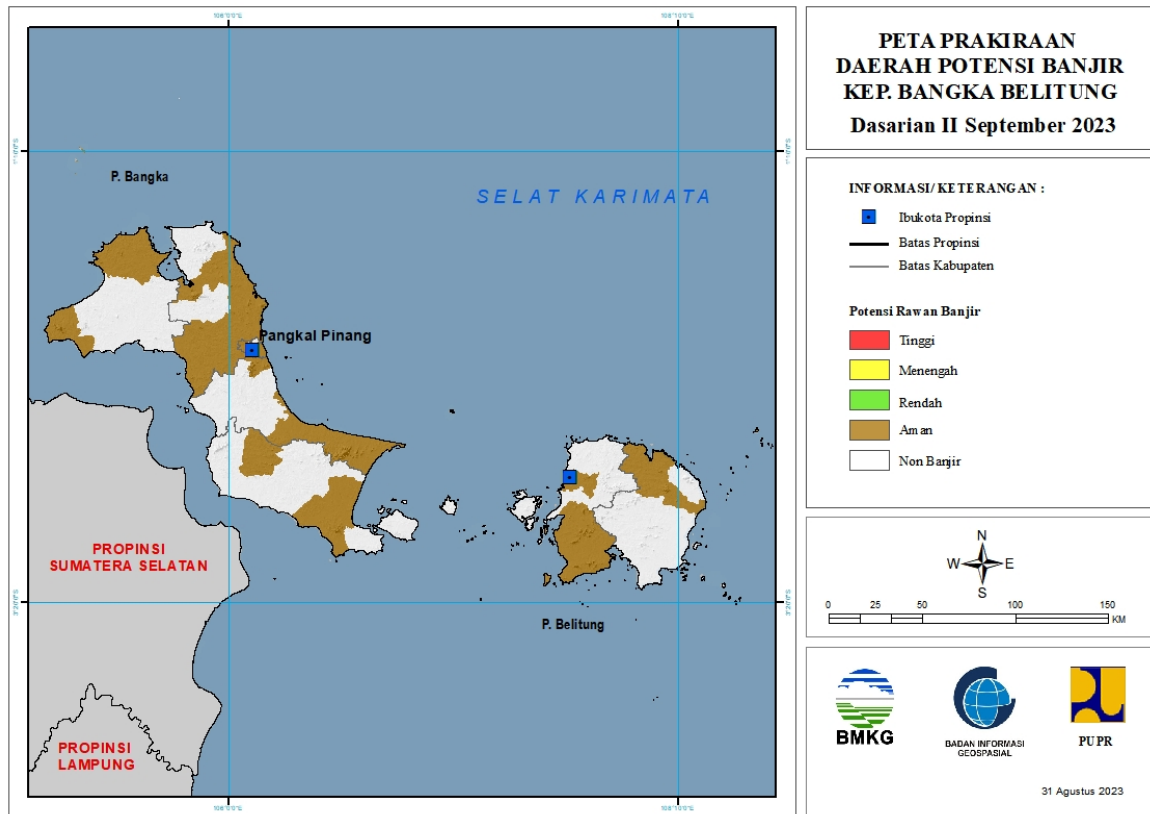 PETA PRAKIRAAN
DAERAH POTENSI BANJIR
KEP. BANGKA BELITUNG
Dasarian II September 2023
P. Bangka
SELAT KARIMATA
Pangkal Pinang
PROPINSI
SUMATERA SELATAN
P. Belitung
PROPINSI
LAMPUNG
INFORMASI/ KETERANGAN :
Ibukota Propinsi
Batas Propinsi
Batas Kabupaten
Potensi Rawan Banjir
Tinggi
Menengah
Rendah
Aman
Non Banjir
N
W E
S
0 25 50 100 150
KM
BMKG
BADAN INFORMASI
GEOSPASIAL
PUPR
31 Agustus 2023